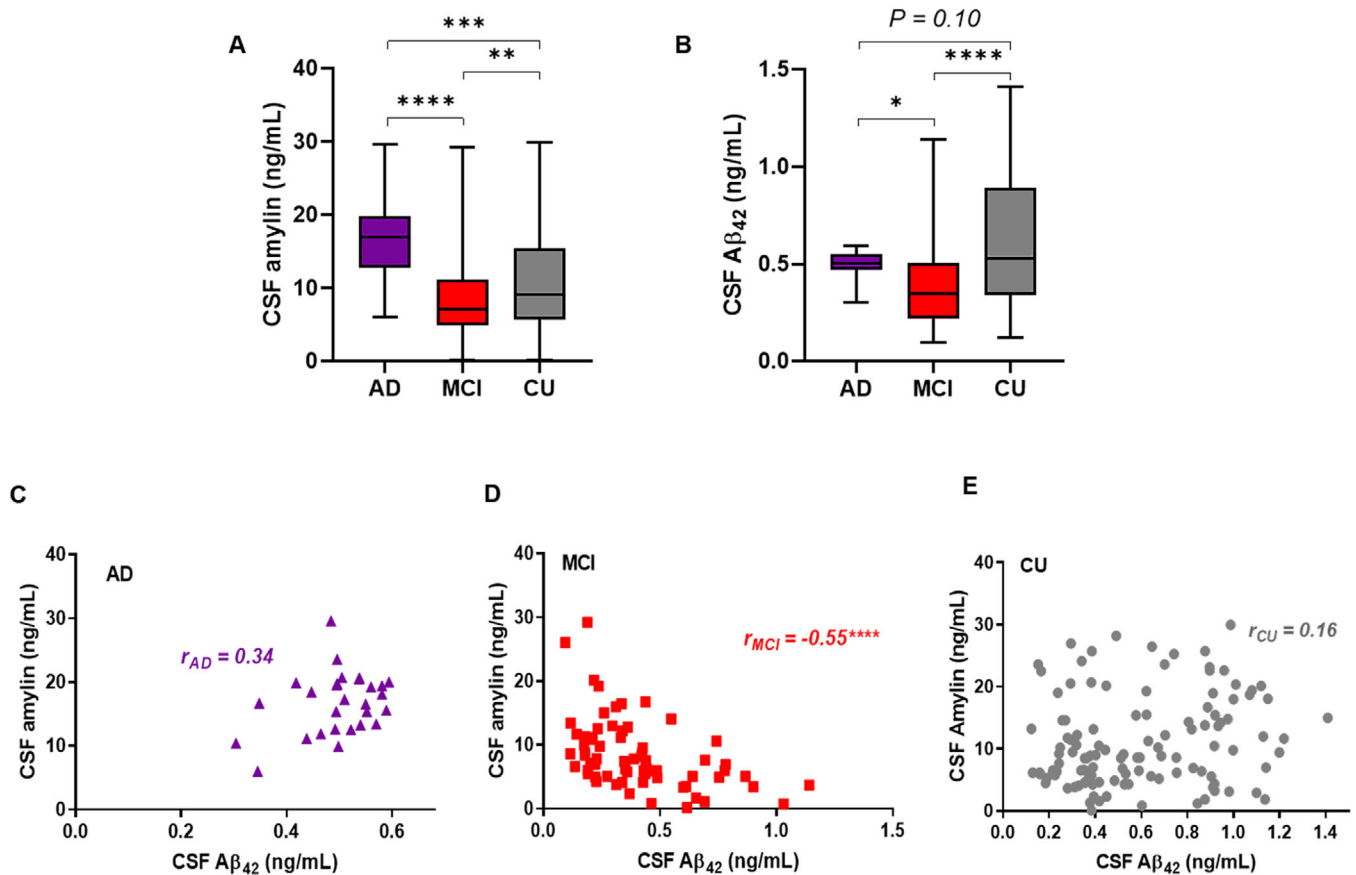 A
***
**
****
CSF amylin (ng/mL)
40
30
20
10
0
AD MCI CU
B
P = 0.10
****
*
CSF Aβ42 (ng/mL)
1.5
1.0
0.5
0.0
AD MCI CU
C
AD
rAD = 0.34
CSF amylin (ng/mL)
40
30
20
10
0
0.0 0.2 0.4 0.6
CSF Aβ42 (ng/mL)
D
MCI
rMCI = -0.55****
CSF amylin (ng/mL)
40
30
20
10
0
0.0 0.5 1.0 1.5
CSF Aβ42 (ng/mL)
E
CU
rCU = 0.16
CSF Amylin (ng/mL)
40
30
20
10
0
0.0 0.2 0.4 0.6 0.8 1.0 1.2 1.4
CSF Aβ42 (ng/mL)